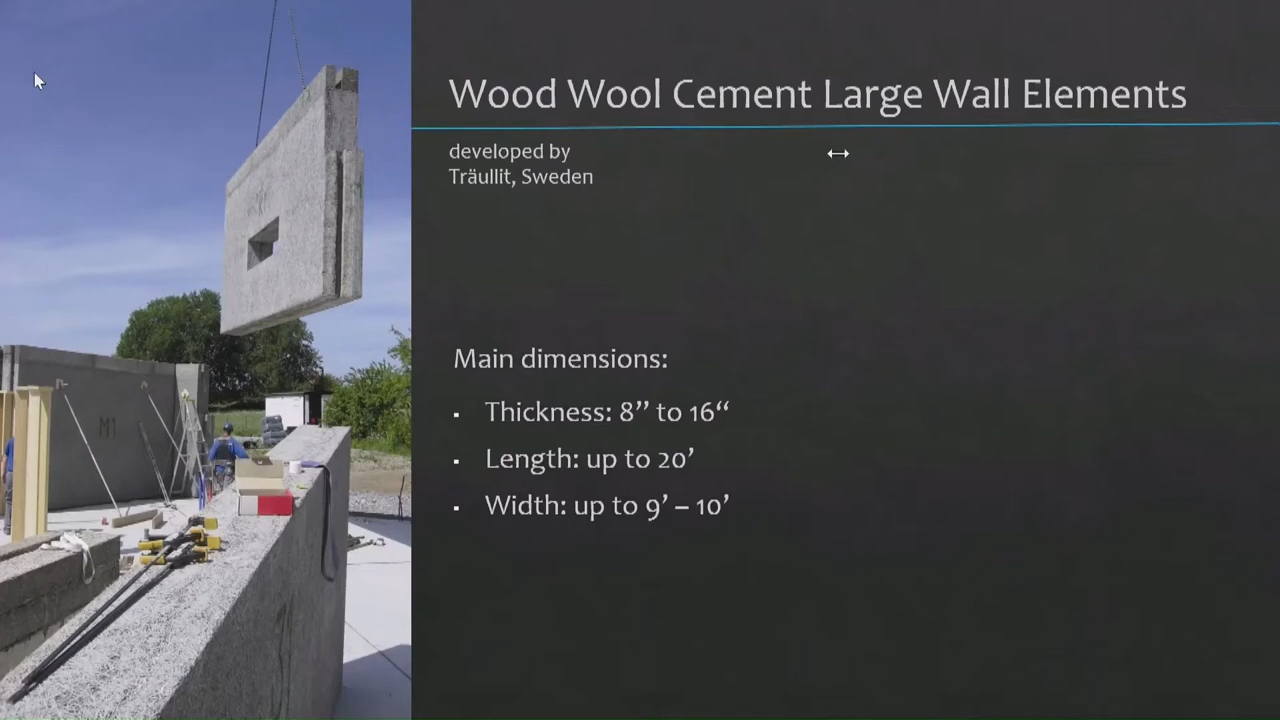 Wood Wool Cement Large Wall Elements
developed by
Träullit, Sweden
Main dimensions:
▪ Thickness: 8” to 16“
▪ Length: up to 20’
▪ Width: up to 9’ – 10’
M1